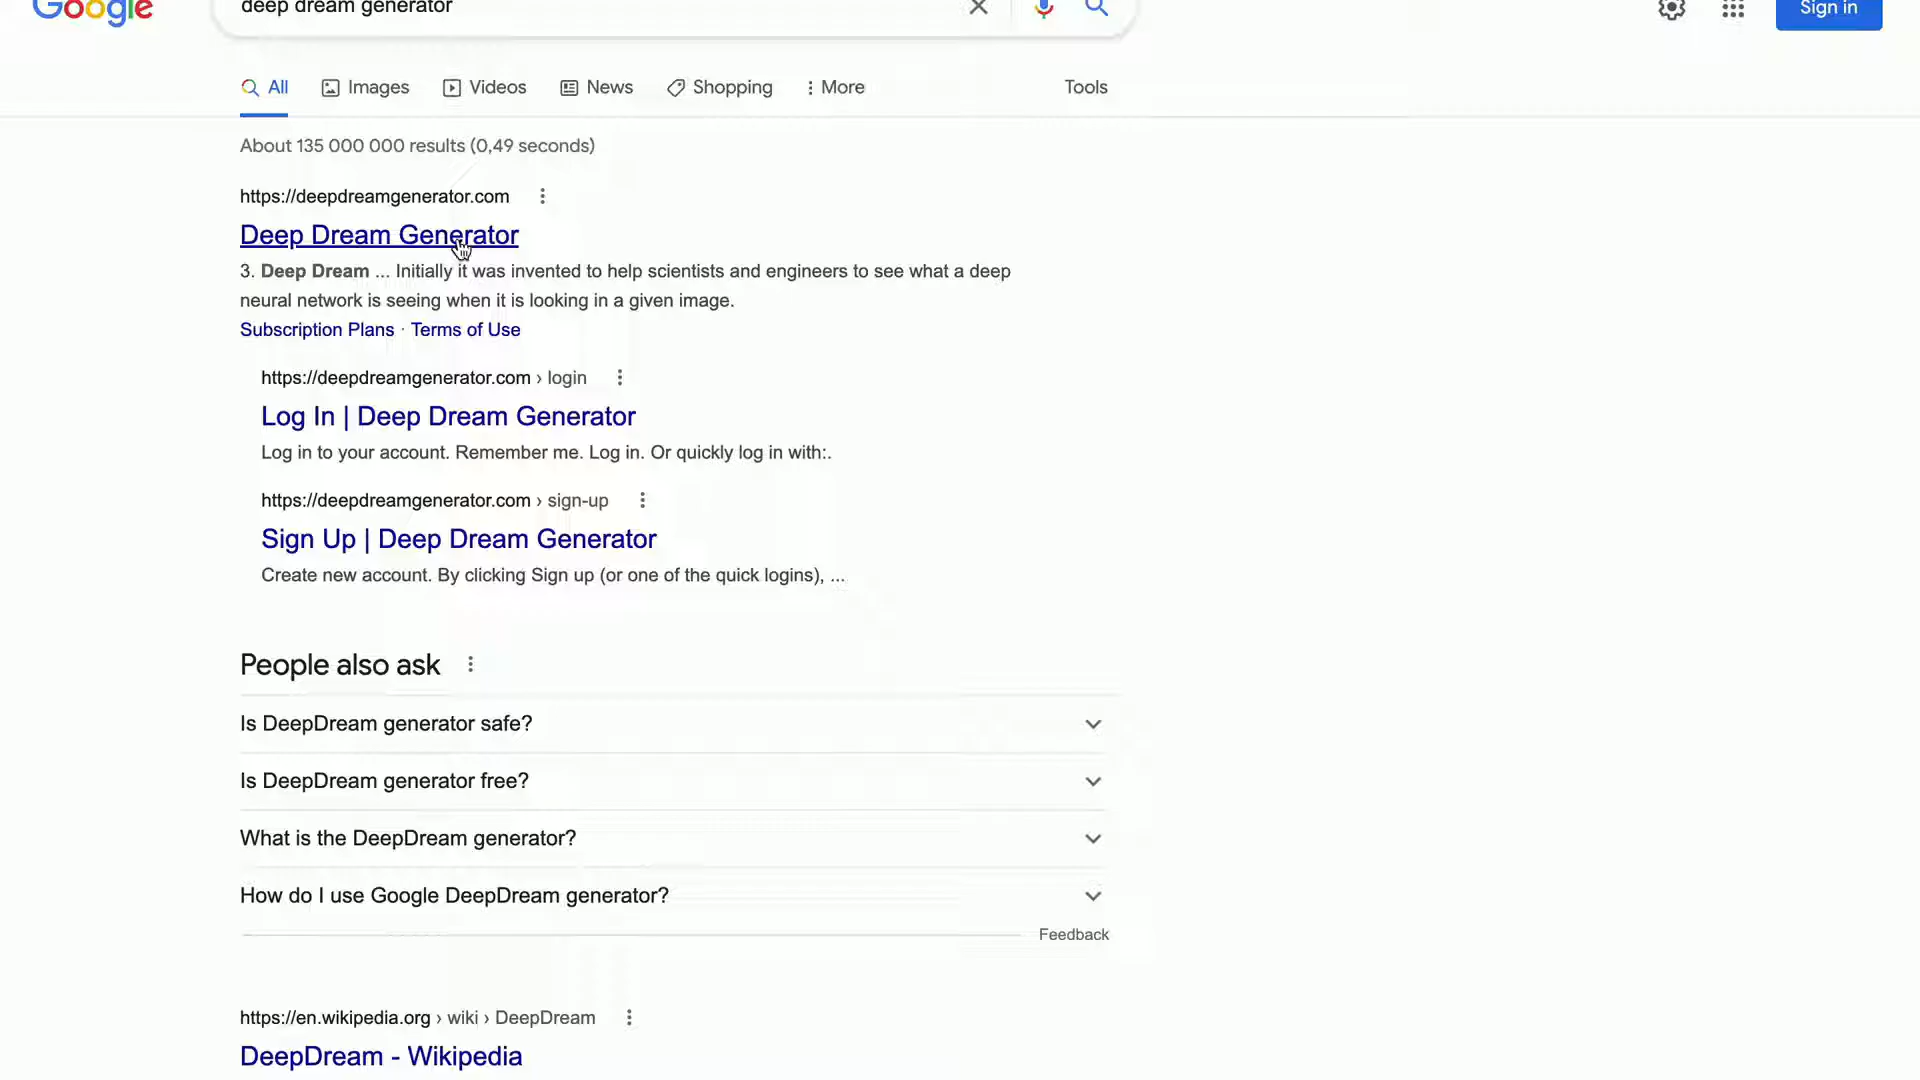 Google
deep dream generator
Sign in
All
Images
Videos
News
Shopping
More
Tools
About 135 000 000 results (0,49 seconds)
https://deepdreamgenerator.com
Deep Dream Generator
3. Deep Dream ... Initially it was invented to help scientists and engineers to see what a deep
neural network is seeing when it is looking in a given image.
Subscription Plans · Terms of Use
https://deepdreamgenerator.com › login
Log In | Deep Dream Generator
Log in to your account. Remember me. Log in. Or quickly log in with:.
https://deepdreamgenerator.com › sign-up
Sign Up | Deep Dream Generator
Create new account. By clicking Sign up (or one of the quick logins), ...
People also ask
Is DeepDream generator safe?
Is DeepDream generator free?
What is the DeepDream generator?
How do I use Google DeepDream generator?
Feedback
https://en.wikipedia.org › wiki › DeepDream
DeepDream - Wikipedia